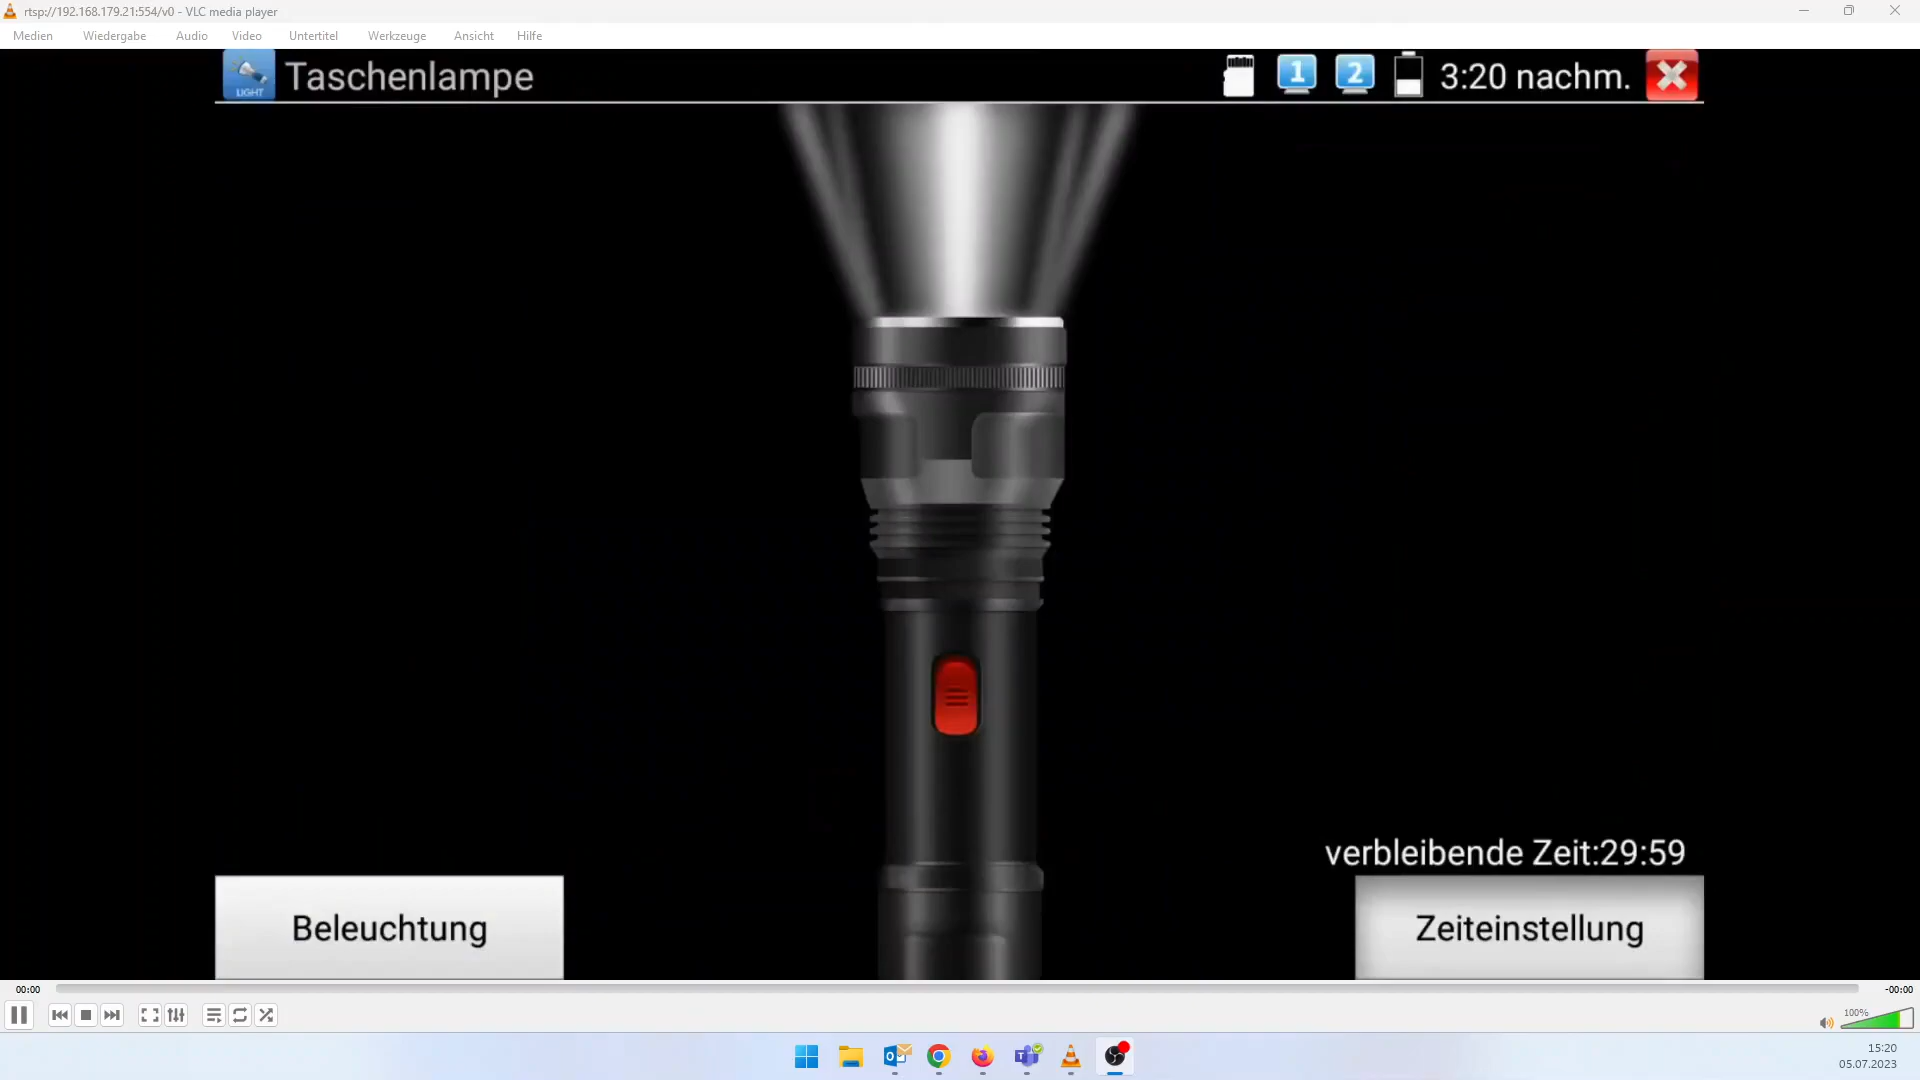 rtsp://192.168.179.21:554/v0 - VLC media player
Medien Wiedergabe Audio Video Untertitel Werkzeuge Ansicht Hilfe
LIGHT Taschenlampe 1 2 3:20 nachm.
verbleibende Zeit:29:59
Beleuchtung Zeiteinstellung
00:00 -00:00
100%
15:20
05.07.2023